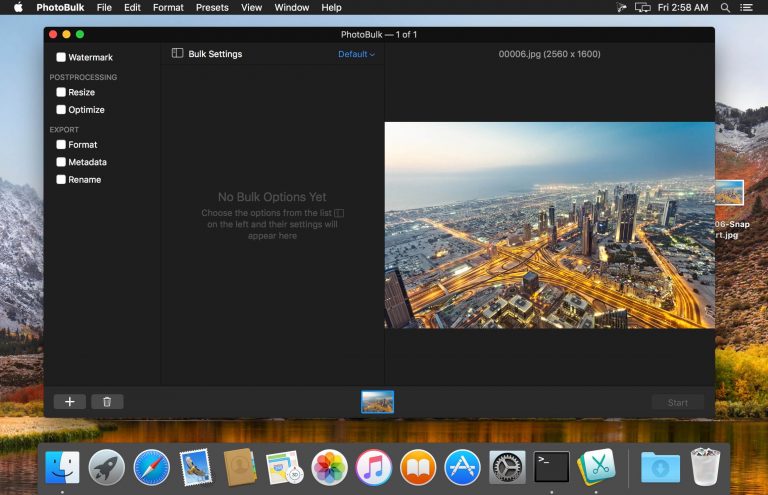 PhotoBulk File Edit Format Presets View Window Help Fri 2:58 AM
PhotoBulk — 1 of 1
Watermark
POSTPROCESSING
Resize
Optimize
EXPORT
Format
Metadata
Rename
Bulk Settings Default
No Bulk Options Yet
Choose the options from the list
on the left and their settings will
appear here
00006.jpg (2560 x 1600)
06-Snap
rt.jpg
Start
>_